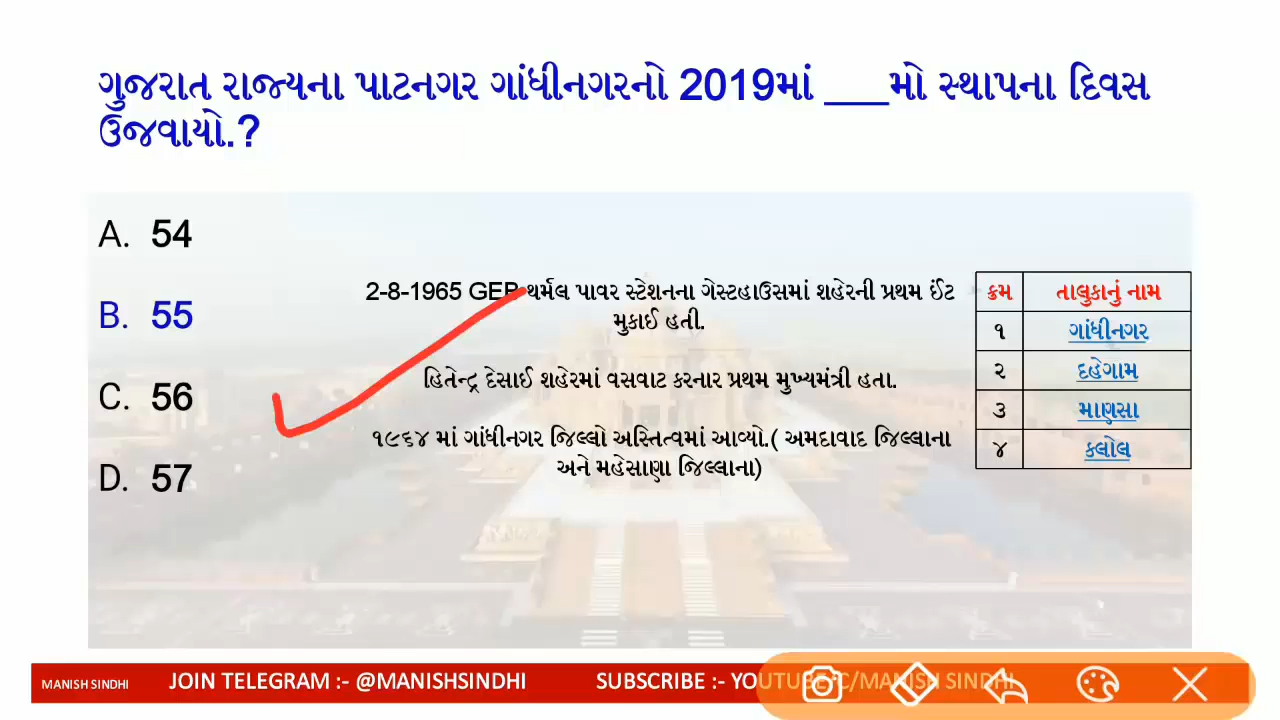 ગુજરાત રાજ્યના પાટનગર ગાંધીનગરનો 2019માં ___મો સ્થાપના દિવસ
ઉજવાયો.?
A. 54
B. 55
C. 56
D. 57
2-8-1965 GEB થર્મલ પાવર સ્ટેશનના ગેસ્ટહાઉસમાં શહેરની પ્રથમ ઈંટ
મુકાઈ હતી.
હિતેન્દ્ર દેસાઈ શહેરમાં વસવાટ કરનાર પ્રથમ મુખ્યમંત્રી હતા.
૧૯૬૪ માં ગાંધીનગર જિલ્લો અસ્તિત્વમાં આવ્યો.( અમદાવાદ જિલ્લાના
અને મહેસાણા જિલ્લાના)
ક્રમ તાલુકાનું નામ
૧ ગાંધીનગર
૨ દહેગામ
૩ માણસા
૪ કલોલ
MANISH SINDHI JOIN TELEGRAM :- @MANISHSINDHI SUBSCRIBE :- YOUTUBE/C/MANISH SINDHI